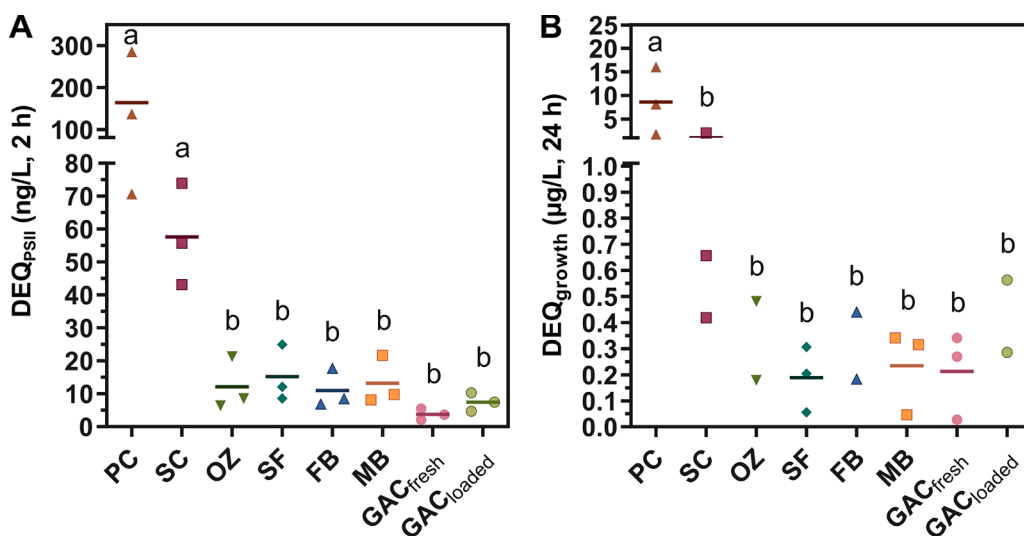 A
DEQPSII (ng/L, 2 h)
300
200
100
80
70
60
50
40
30
20
10
0
a
a
b
b
b
b
b
b
PC
SC
OZ
SF
FB
MB
GACfresh
GACloaded
B
DEQgrowth (µg/L, 24 h)
25
20
15
10
5
1.0
0.9
0.8
0.7
0.6
0.5
0.4
0.3
0.2
0.1
0.0
a
b
b
b
b
b
b
b
PC
SC
OZ
SF
FB
MB
GACfresh
GACloaded